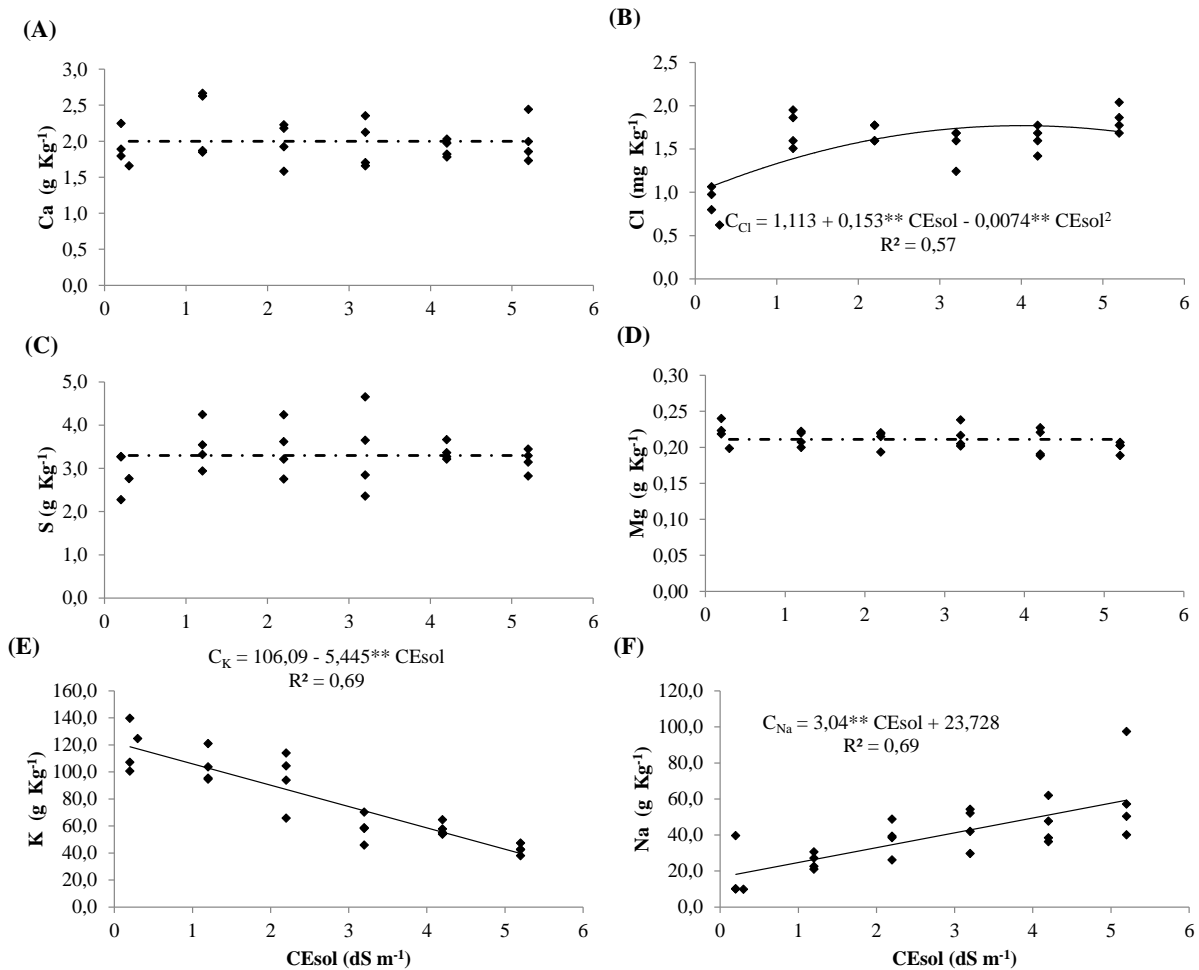 (A)
Ca (g Kg-1)
3,0
2,5
2,0
1,5
1,0
0,5
0,0
0 1 2 3 4 5 6
(B)
Cl (mg Kg-1)
2,5
2,0
1,5
1,0
0,5
0,0
C_Cl = 1,113 + 0,153** CEsol - 0,0074** CEsol²
R² = 0,57
0 1 2 3 4 5 6
(C)
S (g Kg-1)
5,0
4,0
3,0
2,0
1,0
0,0
0 1 2 3 4 5 6
(D)
Mg (g Kg-1)
0,30
0,25
0,20
0,15
0,10
0,05
0,00
0 1 2 3 4 5 6
(E)
C_K = 106,09 - 5,445** CEsol
R² = 0,69
K (g Kg-1)
160,0
140,0
120,0
100,0
80,0
60,0
40,0
20,0
0,0
0 1 2 3 4 5 6
CEsol (dS m-1)
(F)
Na (g Kg-1)
120,0
100,0
80,0
60,0
40,0
20,0
0,0
C_Na = 3,04** CEsol + 23,728
R² = 0,69
0 1 2 3 4 5 6
CEsol (dS m-1)